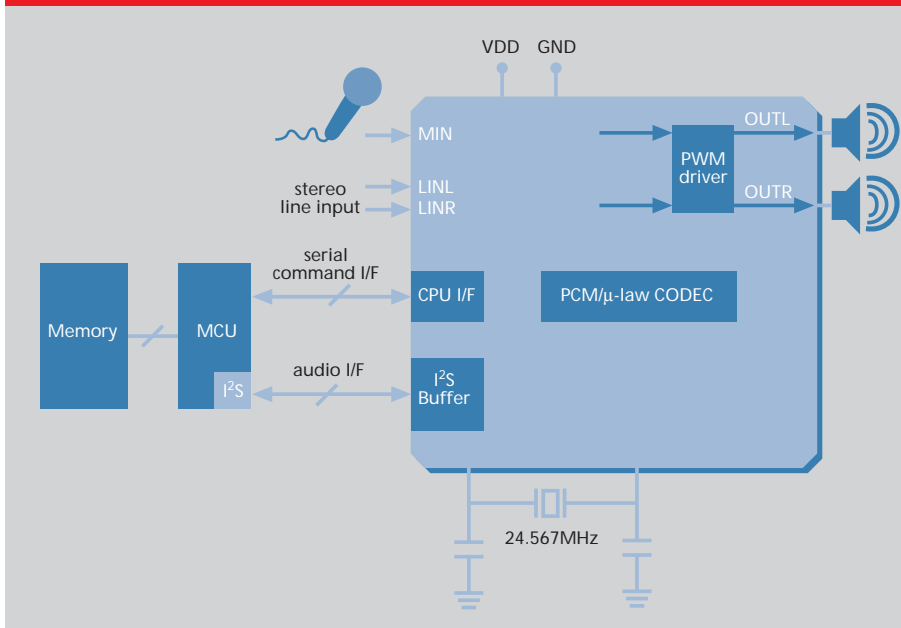 VDD GND
MIN
OUTL
PWM
driver
stereo
line input
LINL
LINR
OUTR
serial
command I/F
Memory
MCU
CPU I/F
PCM/μ-law CODEC
audio I/F
I²S
I²S
Buffer
24.567MHz